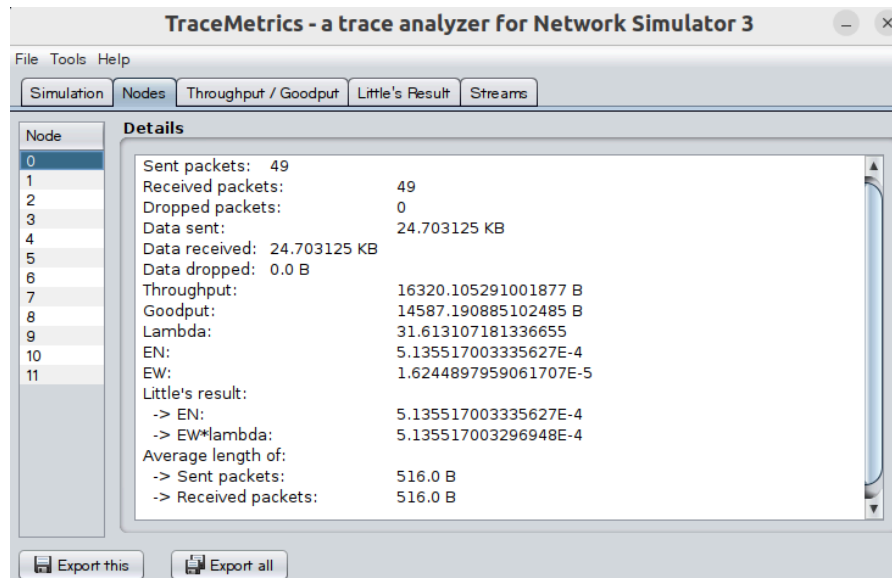 TraceMetrics - a trace analyzer for Network Simulator 3
File Tools Help
Simulation Nodes Throughput / Goodput Little's Result Streams
Node
0
1
2
3
4
5
6
7
8
9
10
11
Details
Sent packets: 49
Received packets: 49
Dropped packets: 0
Data sent: 24.703125 KB
Data received: 24.703125 KB
Data dropped: 0.0 B
Throughput: 16320.105291001877 B
Goodput: 14587.190885102485 B
Lambda: 31.613107181336655
EN: 5.135517003335627E-4
EW: 1.6244897959061707E-5
Little's result:
-> EN: 5.135517003335627E-4
-> EW*lambda: 5.135517003296948E-4
Average length of:
-> Sent packets: 516.0 B
-> Received packets: 516.0 B
Export this Export all